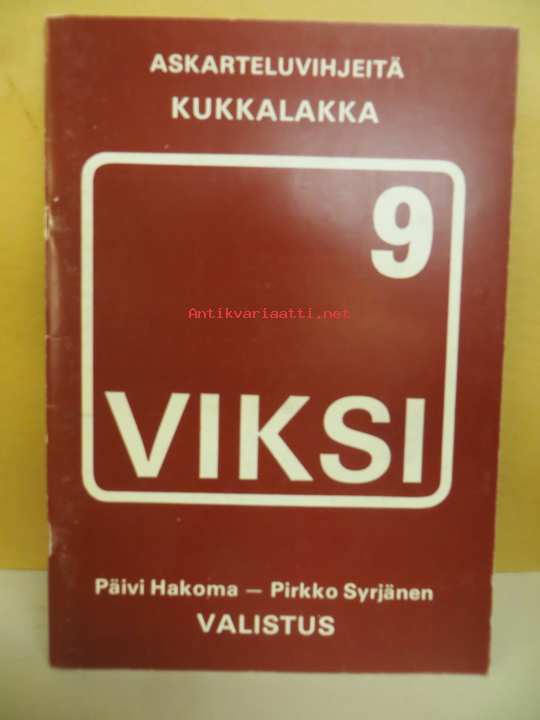 ASKARTELUVIHJEITÄ
KUKKALAKKA
9
Antikvariaatti.net
VIKSI
Päivi Hakoma — Pirkko Syrjänen
VALISTUS